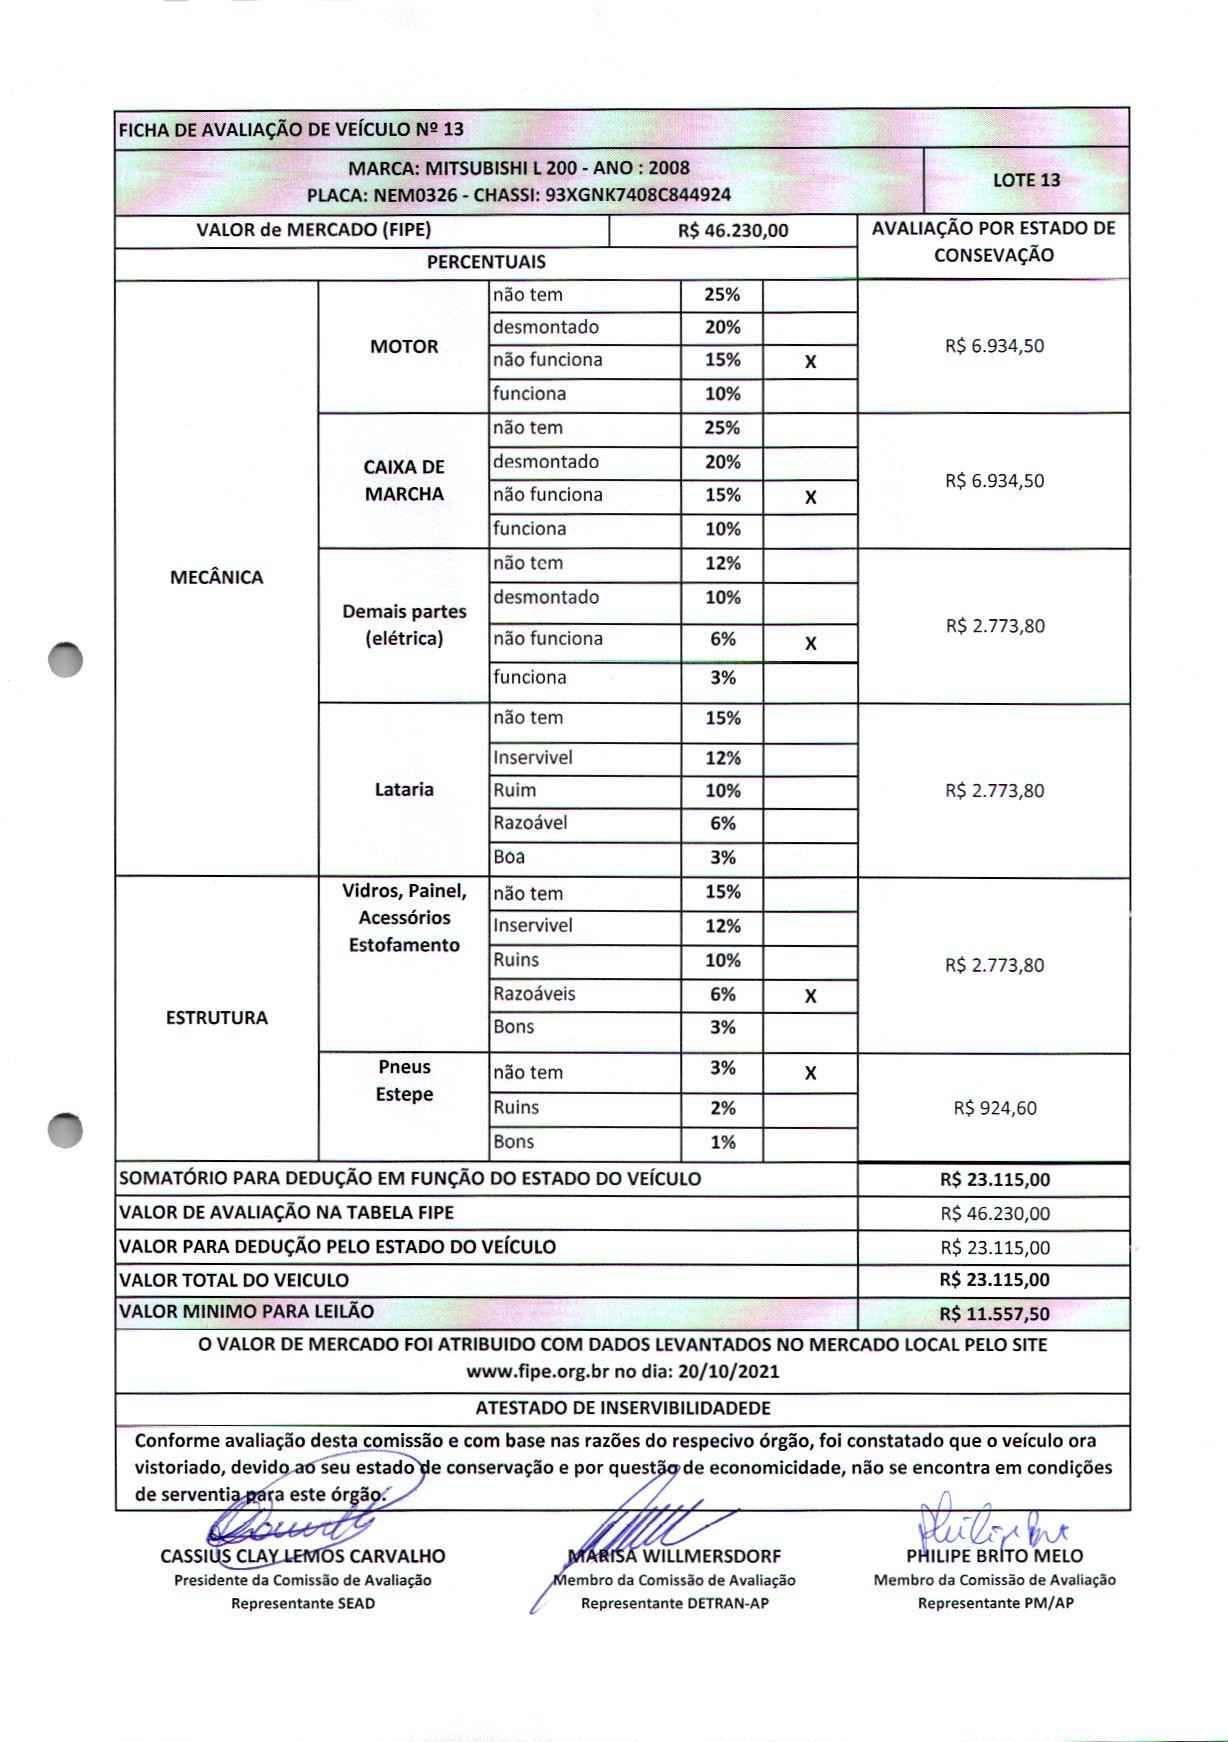 FICHA DE AVALIAÇÃO DE VEÍCULO Nº 13
MARCA: MITSUBISHI L 200 - ANO : 2008
PLACA: NEM0326 - CHASSI: 93XGNK7408C844924
LOTE 13
VALOR de MERCADO (FIPE) R$ 46.230,00
AVALIAÇÃO POR ESTADO DE
CONSEVAÇÃO
PERCENTUAIS
MECÂNICA
MOTOR
não tem 25%
desmontado 20%
não funciona 15% X
funciona 10%
R$ 6.934,50
CAIXA DE
MARCHA
não tem 25%
desmontado 20%
não funciona 15% X
funciona 10%
R$ 6.934,50
Demais partes
(elétrica)
não tem 12%
desmontado 10%
não funciona 6% X
funciona 3%
R$ 2.773,80
Lataria
não tem 15%
Inservivel 12%
Ruim 10%
Razoável 6%
Boa 3%
R$ 2.773,80
ESTRUTURA
Vidros, Painel,
Acessórios
Estofamento
não tem 15%
Inservivel 12%
Ruins 10%
Razoáveis 6% X
Bons 3%
R$ 2.773,80
Pneus
Estepe
não tem 3% X
Ruins 2%
Bons 1%
R$ 924,60
SOMATÓRIO PARA DEDUÇÃO EM FUNÇÃO DO ESTADO DO VEÍCULO R$ 23.115,00
VALOR DE AVALIAÇÃO NA TABELA FIPE R$ 46.230,00
VALOR PARA DEDUÇÃO PELO ESTADO DO VEÍCULO R$ 23.115,00
VALOR TOTAL DO VEICULO R$ 23.115,00
VALOR MINIMO PARA LEILÃO R$ 11.557,50
O VALOR DE MERCADO FOI ATRIBUIDO COM DADOS LEVANTADOS NO MERCADO LOCAL PELO SITE
www.fipe.org.br no dia: 20/10/2021
ATESTADO DE INSERVIBILIDADEDE
Conforme avaliação desta comissão e com base nas razões do respecivo órgão, foi constatado que o veículo ora
vistoriado, devido ao seu estado de conservação e por questão de economicidade, não se encontra em condições
de serventia para este órgão.
CASSIUS CLAY LEMOS CARVALHO
Presidente da Comissão de Avaliação
Representante SEAD
MARISA WILLMERSDORF
Membro da Comissão de Avaliação
Representante DETRAN-AP
PHILIPE BRITO MELO
Membro da Comissão de Avaliação
Representante PM/AP